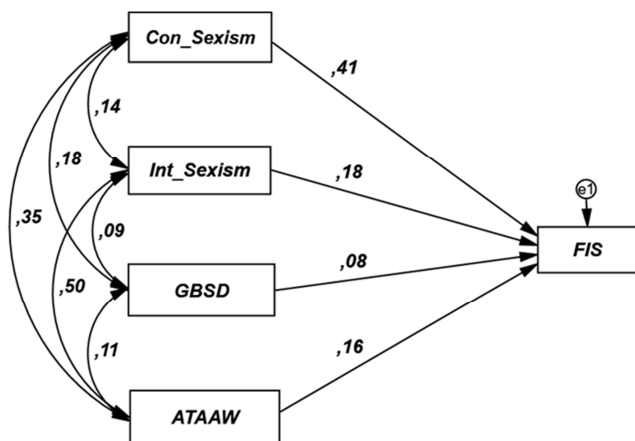 Con_Sexism
,41
,14
,18
Int_Sexism
,18
e1
,35
,09
FIS
,08
,50
GBSD
,11
,16
ATAAW